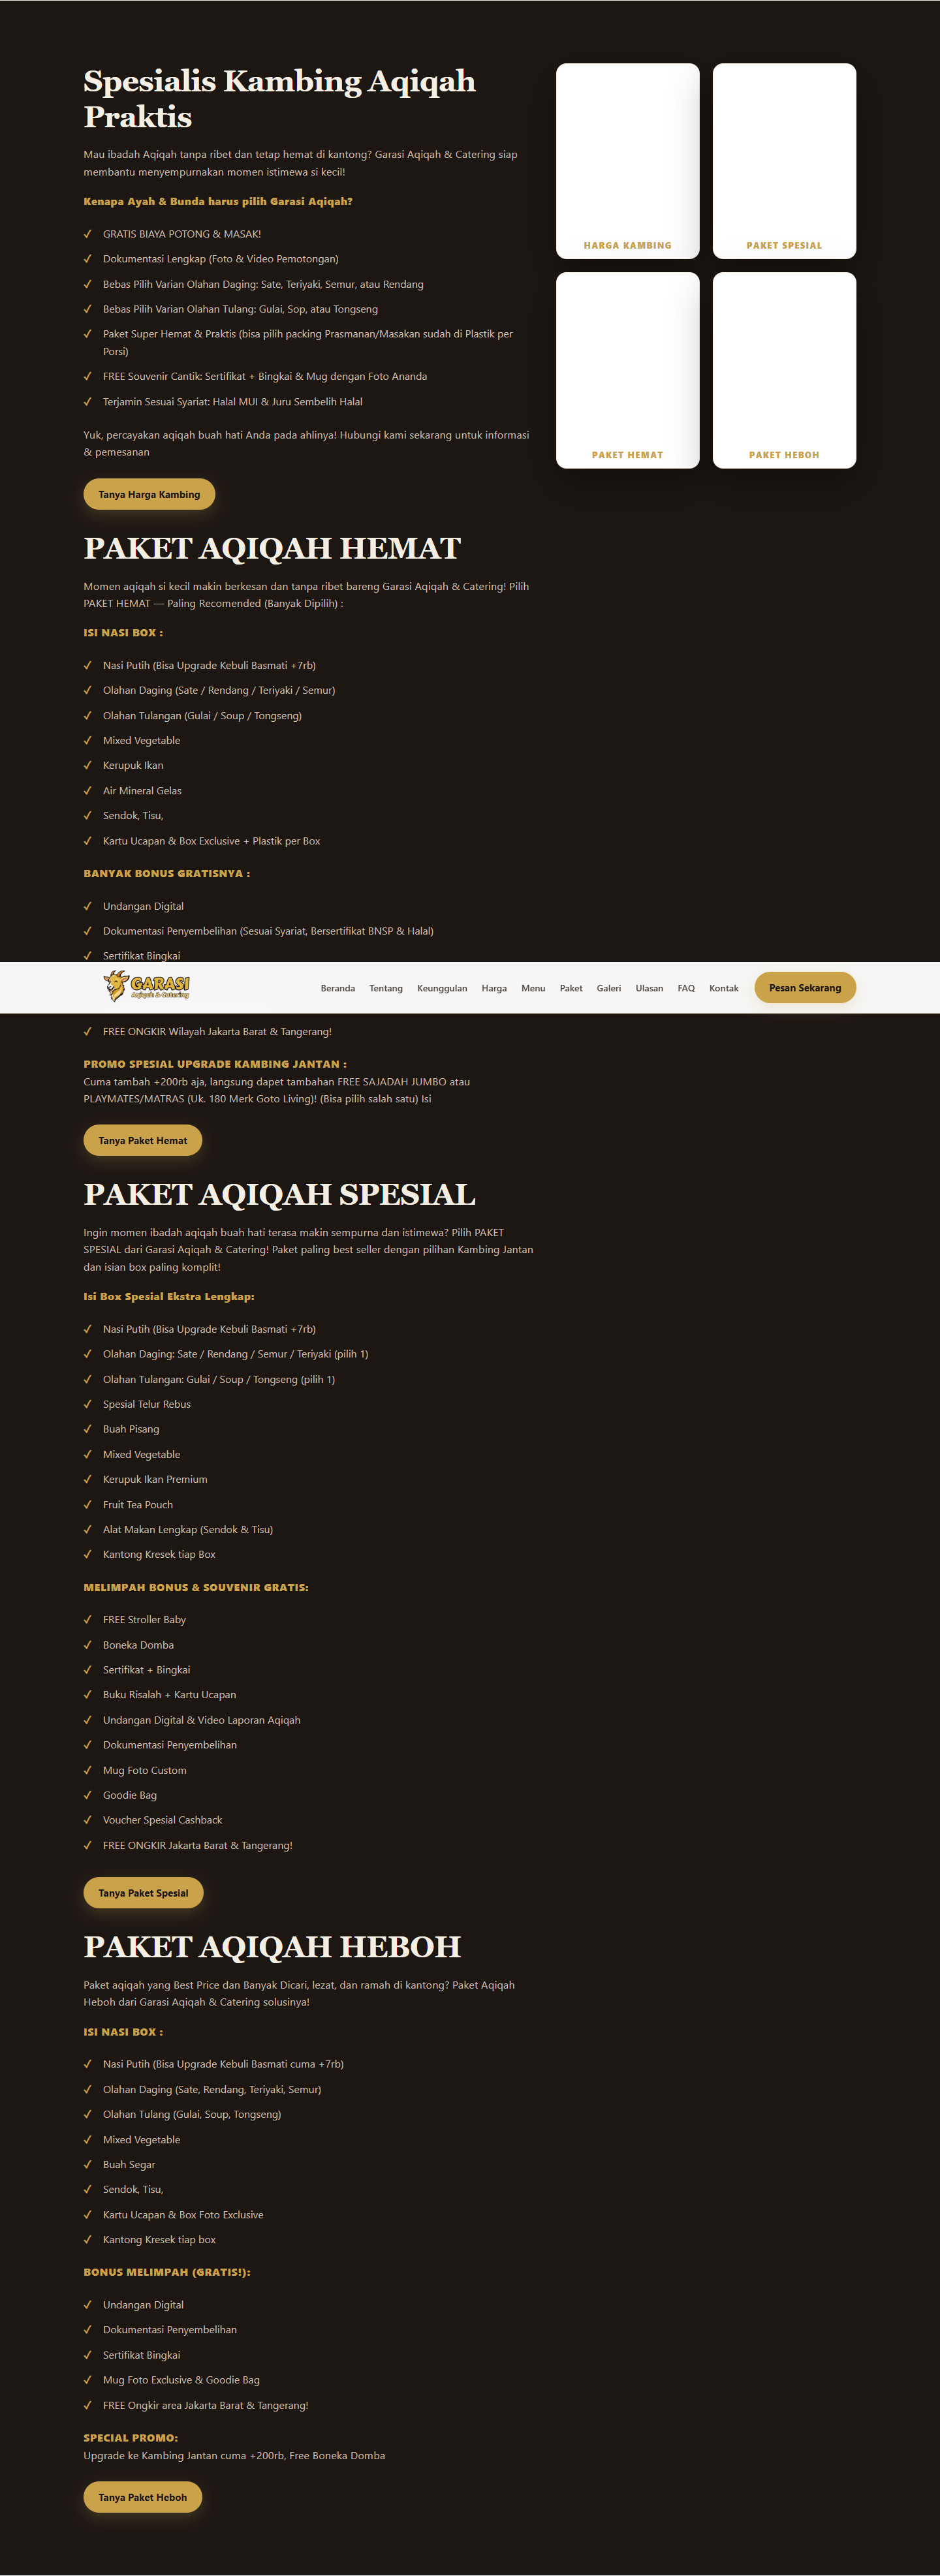 Spesialis Kambing Aqiqah
Praktis
Mau ibadah Aqiqah tanpa ribet dan tetap hemat di kantong? Garasi Aqiqah & Catering siap
membantu menyempurnakan momen istimewa si kecil!
Kenapa Ayah & Bunda harus pilih Garasi Aqiqah?
✓ GRATIS BIAYA POTONG & MASAK!
✓ Dokumentasi Lengkap (Foto & Video Pemotongan)
✓ Bebas Pilih Varian Olahan Daging: Sate, Teriyaki, Semur, atau Rendang
✓ Bebas Pilih Varian Olahan Tulang: Gulai, Sop, atau Tongseng
✓ Paket Super Hemat & Praktis (bisa pilih packing Prasmanan/Masakan sudah di Plastik per
Porsi)
✓ FREE Souvenir Cantik: Sertifikat + Bingkai & Mug dengan Foto Ananda
✓ Terjamin Sesuai Syariat: Halal MUI & Juru Sembelih Halal
Yuk, percayakan aqiqah buah hati Anda pada ahlinya! Hubungi kami sekarang untuk informasi
& pemesanan
Tanya Harga Kambing
HARGA KAMBING
PAKET SPESIAL
PAKET HEMAT
PAKET HEBOH
PAKET AQIQAH HEMAT
Momen aqiqah si kecil makin berkesan dan tanpa ribet bareng Garasi Aqiqah & Catering! Pilih
PAKET HEMAT — Paling Recomended (Banyak Dipilih) :
ISI NASI BOX :
✓ Nasi Putih (Bisa Upgrade Kebuli Basmati +7rb)
✓ Olahan Daging (Sate / Rendang / Teriyaki / Semur)
✓ Olahan Tulangan (Gulai / Soup / Tongseng)
✓ Mixed Vegetable
✓ Kerupuk Ikan
✓ Air Mineral Gelas
✓ Sendok, Tisu,
✓ Kartu Ucapan & Box Exclusive + Plastik per Box
BANYAK BONUS GRATISNYA :
✓ Undangan Digital
✓ Dokumentasi Penyembelihan (Sesuai Syariat, Bersertifikat BNSP & Halal)
✓ Sertifikat Bingkai
GARASI
Aqiqah & Catering
Beranda Tentang Keunggulan Harga Menu Paket Galeri Ulasan FAQ Kontak Pesan Sekarang
✓ FREE ONGKIR Wilayah Jakarta Barat & Tangerang!
PROMO SPESIAL UPGRADE KAMBING JANTAN :
Cuma tambah +200rb aja, langsung dapet tambahan FREE SAJADAH JUMBO atau
PLAYMATES/MATRAS (Uk. 180 Merk Goto Living)! (Bisa pilih salah satu) Isi
Tanya Paket Hemat
PAKET AQIQAH SPESIAL
Ingin momen ibadah aqiqah buah hati terasa makin sempurna dan istimewa? Pilih PAKET
SPESIAL dari Garasi Aqiqah & Catering! Paket paling best seller dengan pilihan Kambing Jantan
dan isian box paling komplit!
Isi Box Spesial Ekstra Lengkap:
✓ Nasi Putih (Bisa Upgrade Kebuli Basmati +7rb)
✓ Olahan Daging: Sate / Rendang / Semur / Teriyaki (pilih 1)
✓ Olahan Tulangan: Gulai / Soup / Tongseng (pilih 1)
✓ Spesial Telur Rebus
✓ Buah Pisang
✓ Mixed Vegetable
✓ Kerupuk Ikan Premium
✓ Fruit Tea Pouch
✓ Alat Makan Lengkap (Sendok & Tisu)
✓ Kantong Kresek tiap Box
MELIMPAH BONUS & SOUVENIR GRATIS:
✓ FREE Stroller Baby
✓ Boneka Domba
✓ Sertifikat + Bingkai
✓ Buku Risalah + Kartu Ucapan
✓ Undangan Digital & Video Laporan Aqiqah
✓ Dokumentasi Penyembelihan
✓ Mug Foto Custom
✓ Goodie Bag
✓ Voucher Spesial Cashback
✓ FREE ONGKIR Jakarta Barat & Tangerang!
Tanya Paket Spesial
PAKET AQIQAH HEBOH
Paket aqiqah yang Best Price dan Banyak Dicari, lezat, dan ramah di kantong? Paket Aqiqah
Heboh dari Garasi Aqiqah & Catering solusinya!
ISI NASI BOX :
✓ Nasi Putih (Bisa Upgrade Kebuli Basmati cuma +7rb)
✓ Olahan Daging (Sate, Rendang, Teriyaki, Semur)
✓ Olahan Tulang (Gulai, Soup, Tongseng)
✓ Mixed Vegetable
✓ Buah Segar
✓ Sendok, Tisu,
✓ Kartu Ucapan & Box Foto Exclusive
✓ Kantong Kresek tiap box
BONUS MELIMPAH (GRATIS!):
✓ Undangan Digital
✓ Dokumentasi Penyembelihan
✓ Sertifikat Bingkai
✓ Mug Foto Exclusive & Goodie Bag
✓ FREE Ongkir area Jakarta Barat & Tangerang!
SPECIAL PROMO:
Upgrade ke Kambing Jantan cuma +200rb, Free Boneka Domba
Tanya Paket Heboh